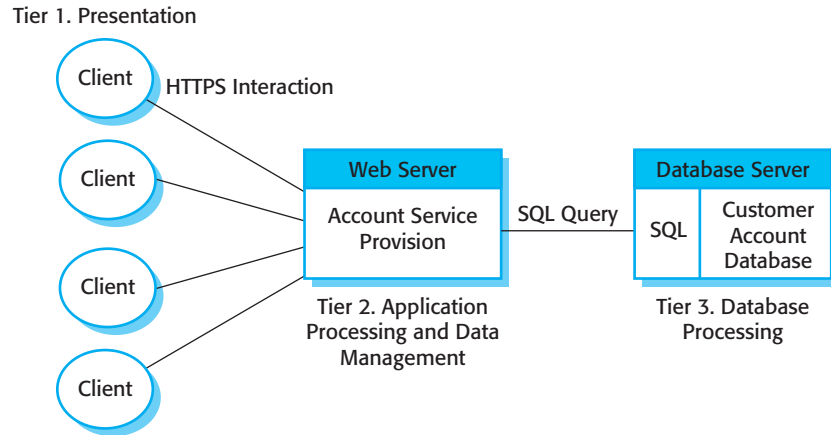 Tier 1. Presentation
Client
HTTPS Interaction
Client
Client
Client
Web Server
Account Service
Provision
Tier 2. Application
Processing and Data
Management
SQL Query
Database Server
SQL
Customer
Account
Database
Tier 3. Database
Processing